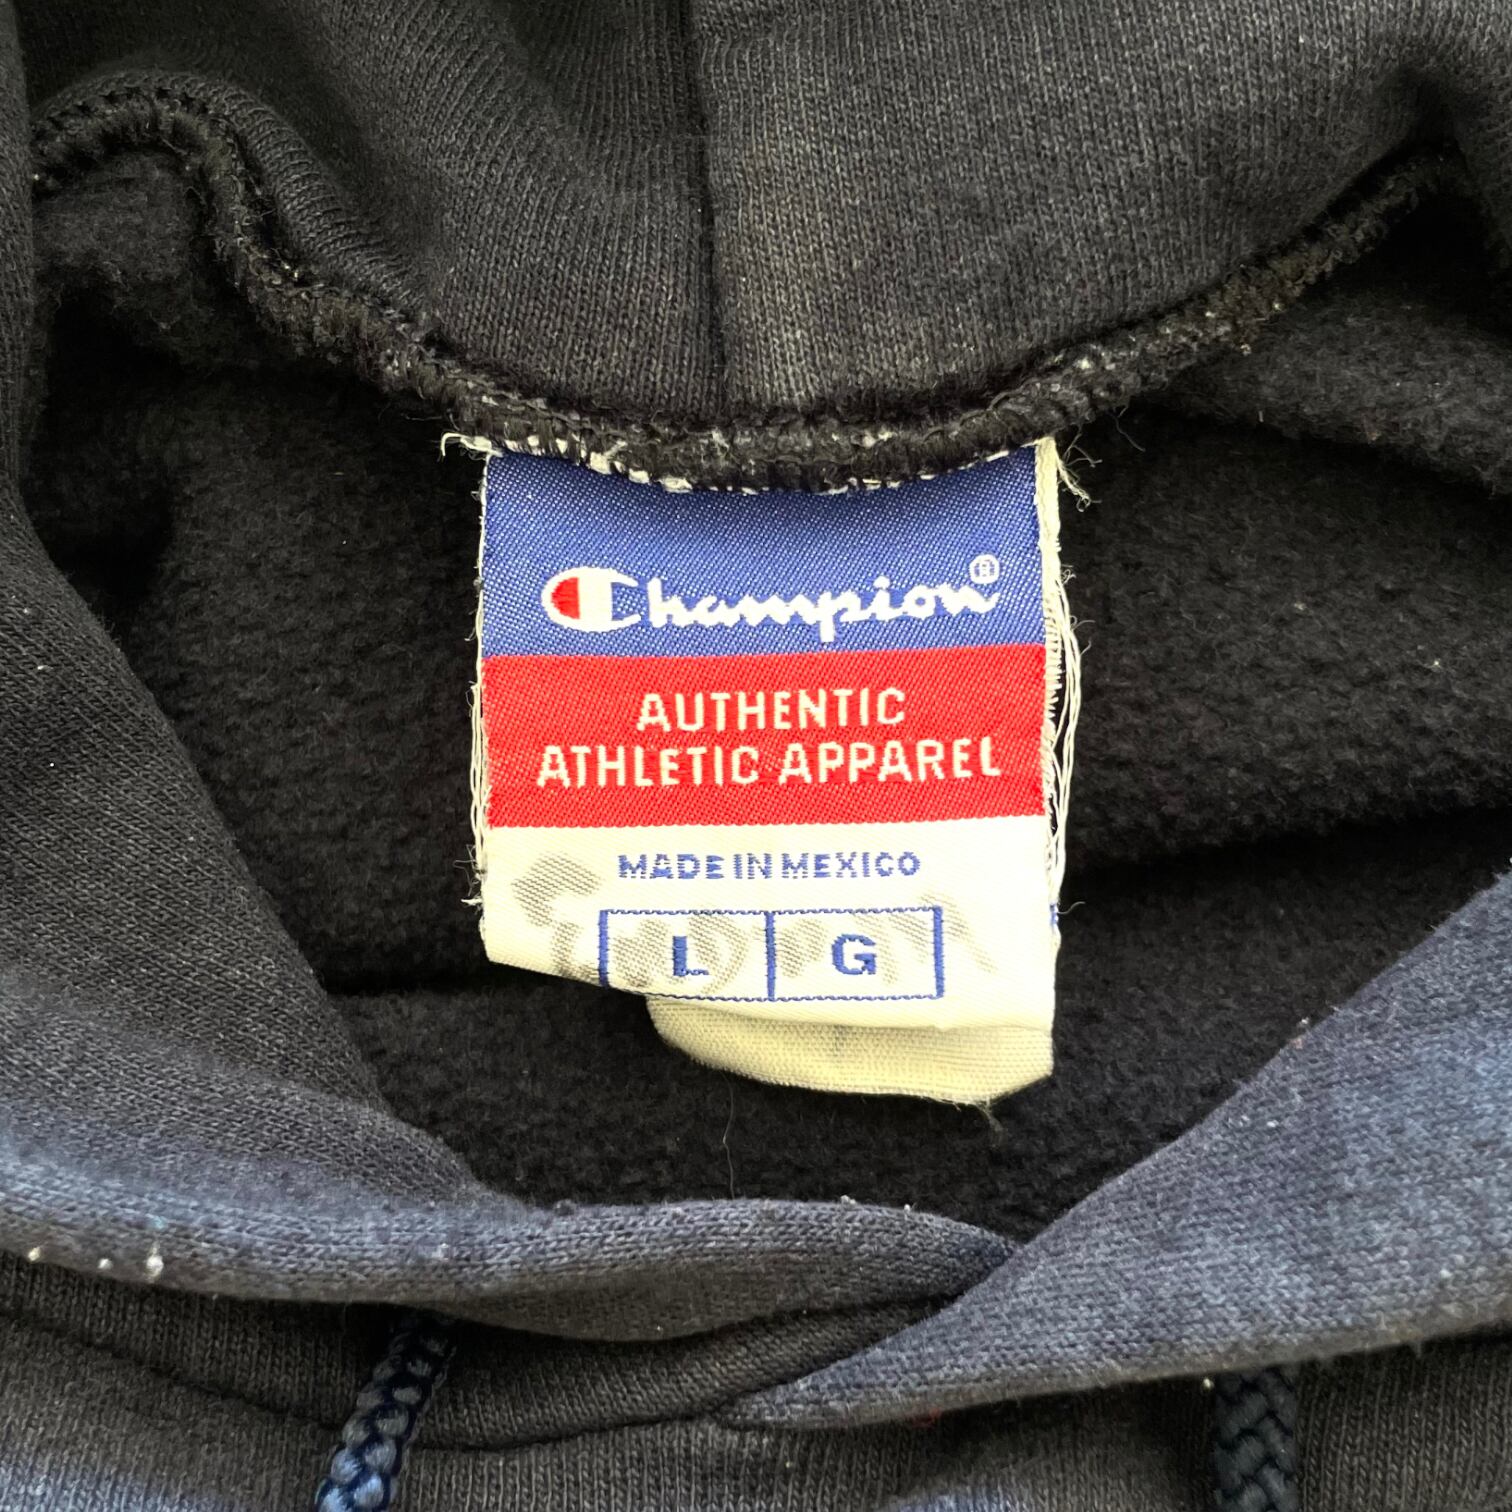 Champion®
AUTHENTIC
ATHLETIC APPAREL
MADE IN MEXICO
L G